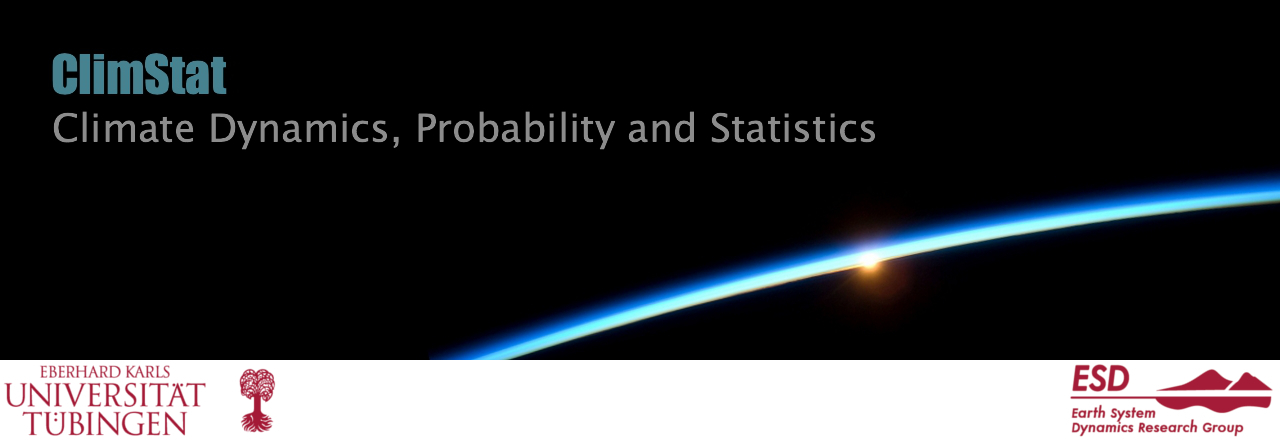 ClimStat
Climate Dynamics, Probability and Statistics
EBERHARD KARLS
UNIVERSITÄT
TÜBINGEN
ESD
Earth System
Dynamics Research Group